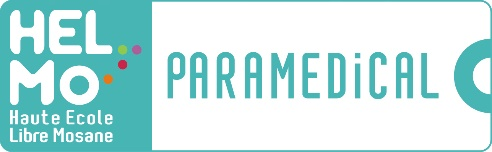 HEL
MO
Haute Ecole
Libre Mosane
PARAMEDiCAL